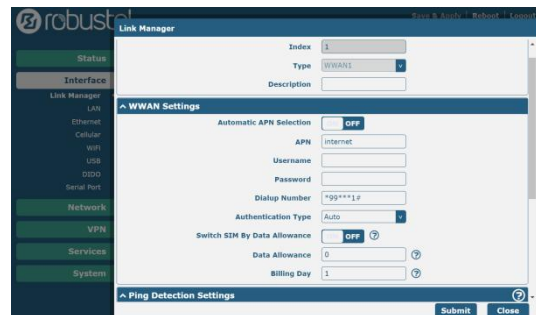 robustel
Save & Apply | Reboot | Logout
Link Manager
Status
Interface
Link Manager
LAN
Ethernet
Cellular
WiFi
USB
DIDO
Serial Port
Network
VPN
Services
System
Index 1
Type WWAN1 v
Description
^ WWAN Settings
Automatic APN Selection OFF
APN internet
Username
Password
Dialup Number *99***1#
Authentication Type Auto v
Switch SIM By Data Allowance OFF ?
Data Allowance 0 ?
Billing Day 1 ?
^ Ping Detection Settings ?
Submit Close